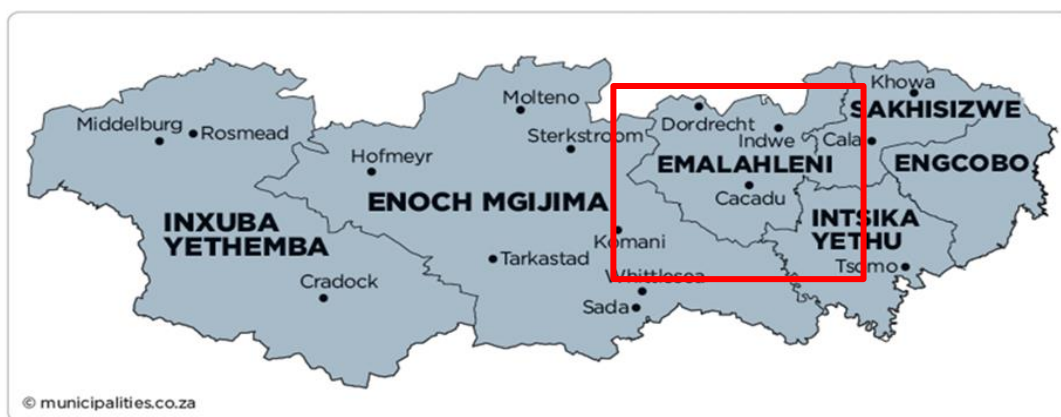 Khowa
Molteno
SAKHISIZWE
Middelburg
Rosmead
Sterkstroom
Dordrecht
Indwe
Cala
Hofmeyr
EMALAHLENI
ENGCOBO
Cacadu
ENOCH MGIJIMA
INXUBA
YETHEMBA
INTSIKA
YETHU
Komani
Tarkastad
Tsomo
Whittlesea
Cradock
Sada
© municipalities.co.za